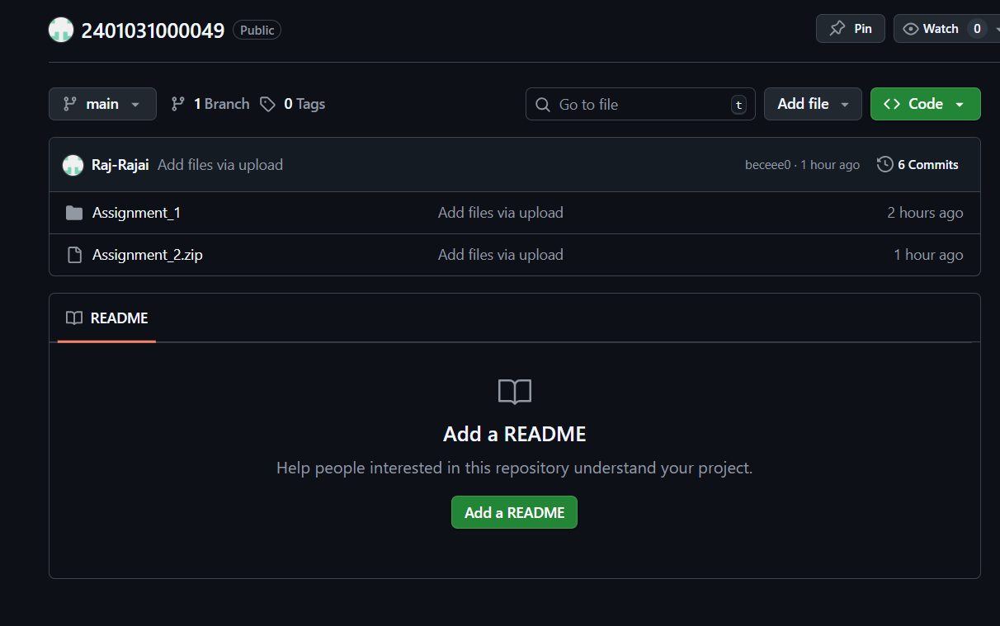 2401031000049 Public Pin Watch 0
main 1 Branch 0 Tags Go to file t Add file Code
Raj-Rajai Add files via upload beceee0 · 1 hour ago 6 Commits
Assignment_1 Add files via upload 2 hours ago
Assignment_2.zip Add files via upload 1 hour ago
README
Add a README
Help people interested in this repository understand your project.
Add a README